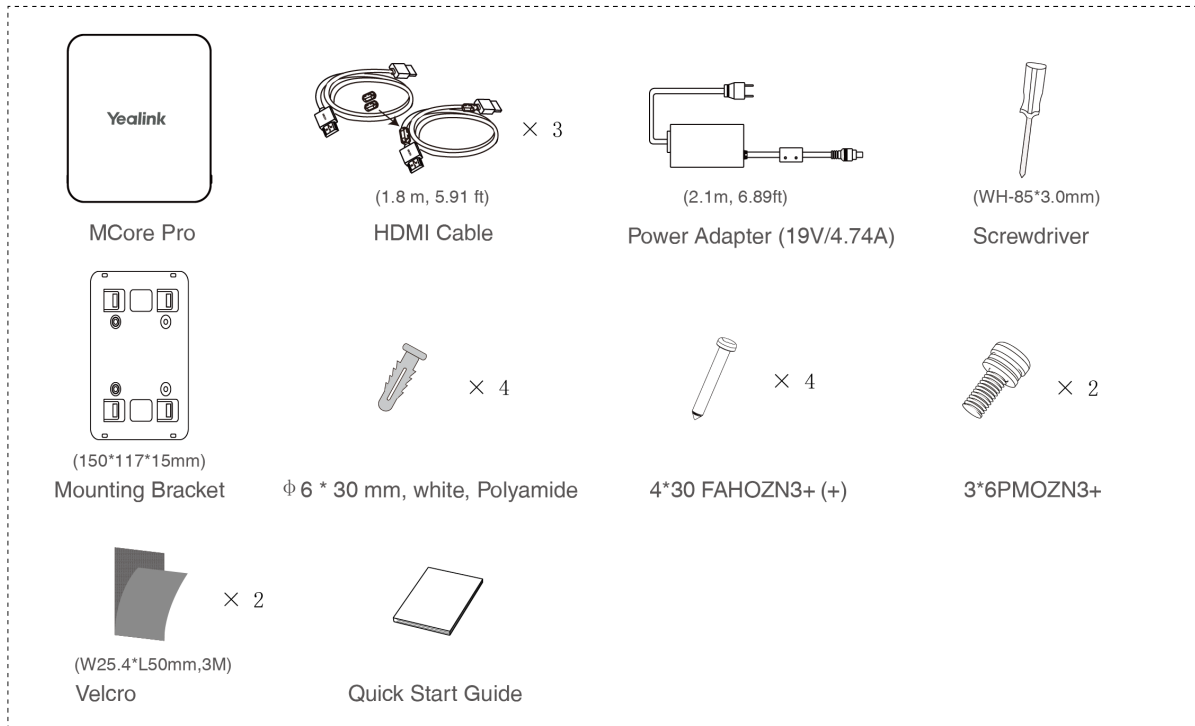 Yealink
× 3
(1.8 m, 5.91 ft)
(2.1m, 6.89ft)
(WH-85*3.0mm)
MCore Pro
HDMI Cable
Power Adapter (19V/4.74A)
Screwdriver
× 4
× 4
× 2
(150*117*15mm)
Mounting Bracket
Φ6 * 30 mm, white, Polyamide
4*30 FAHOZN3+ (+)
3*6PMOZN3+
× 2
(W25.4*L50mm,3M)
Velcro
Quick Start Guide